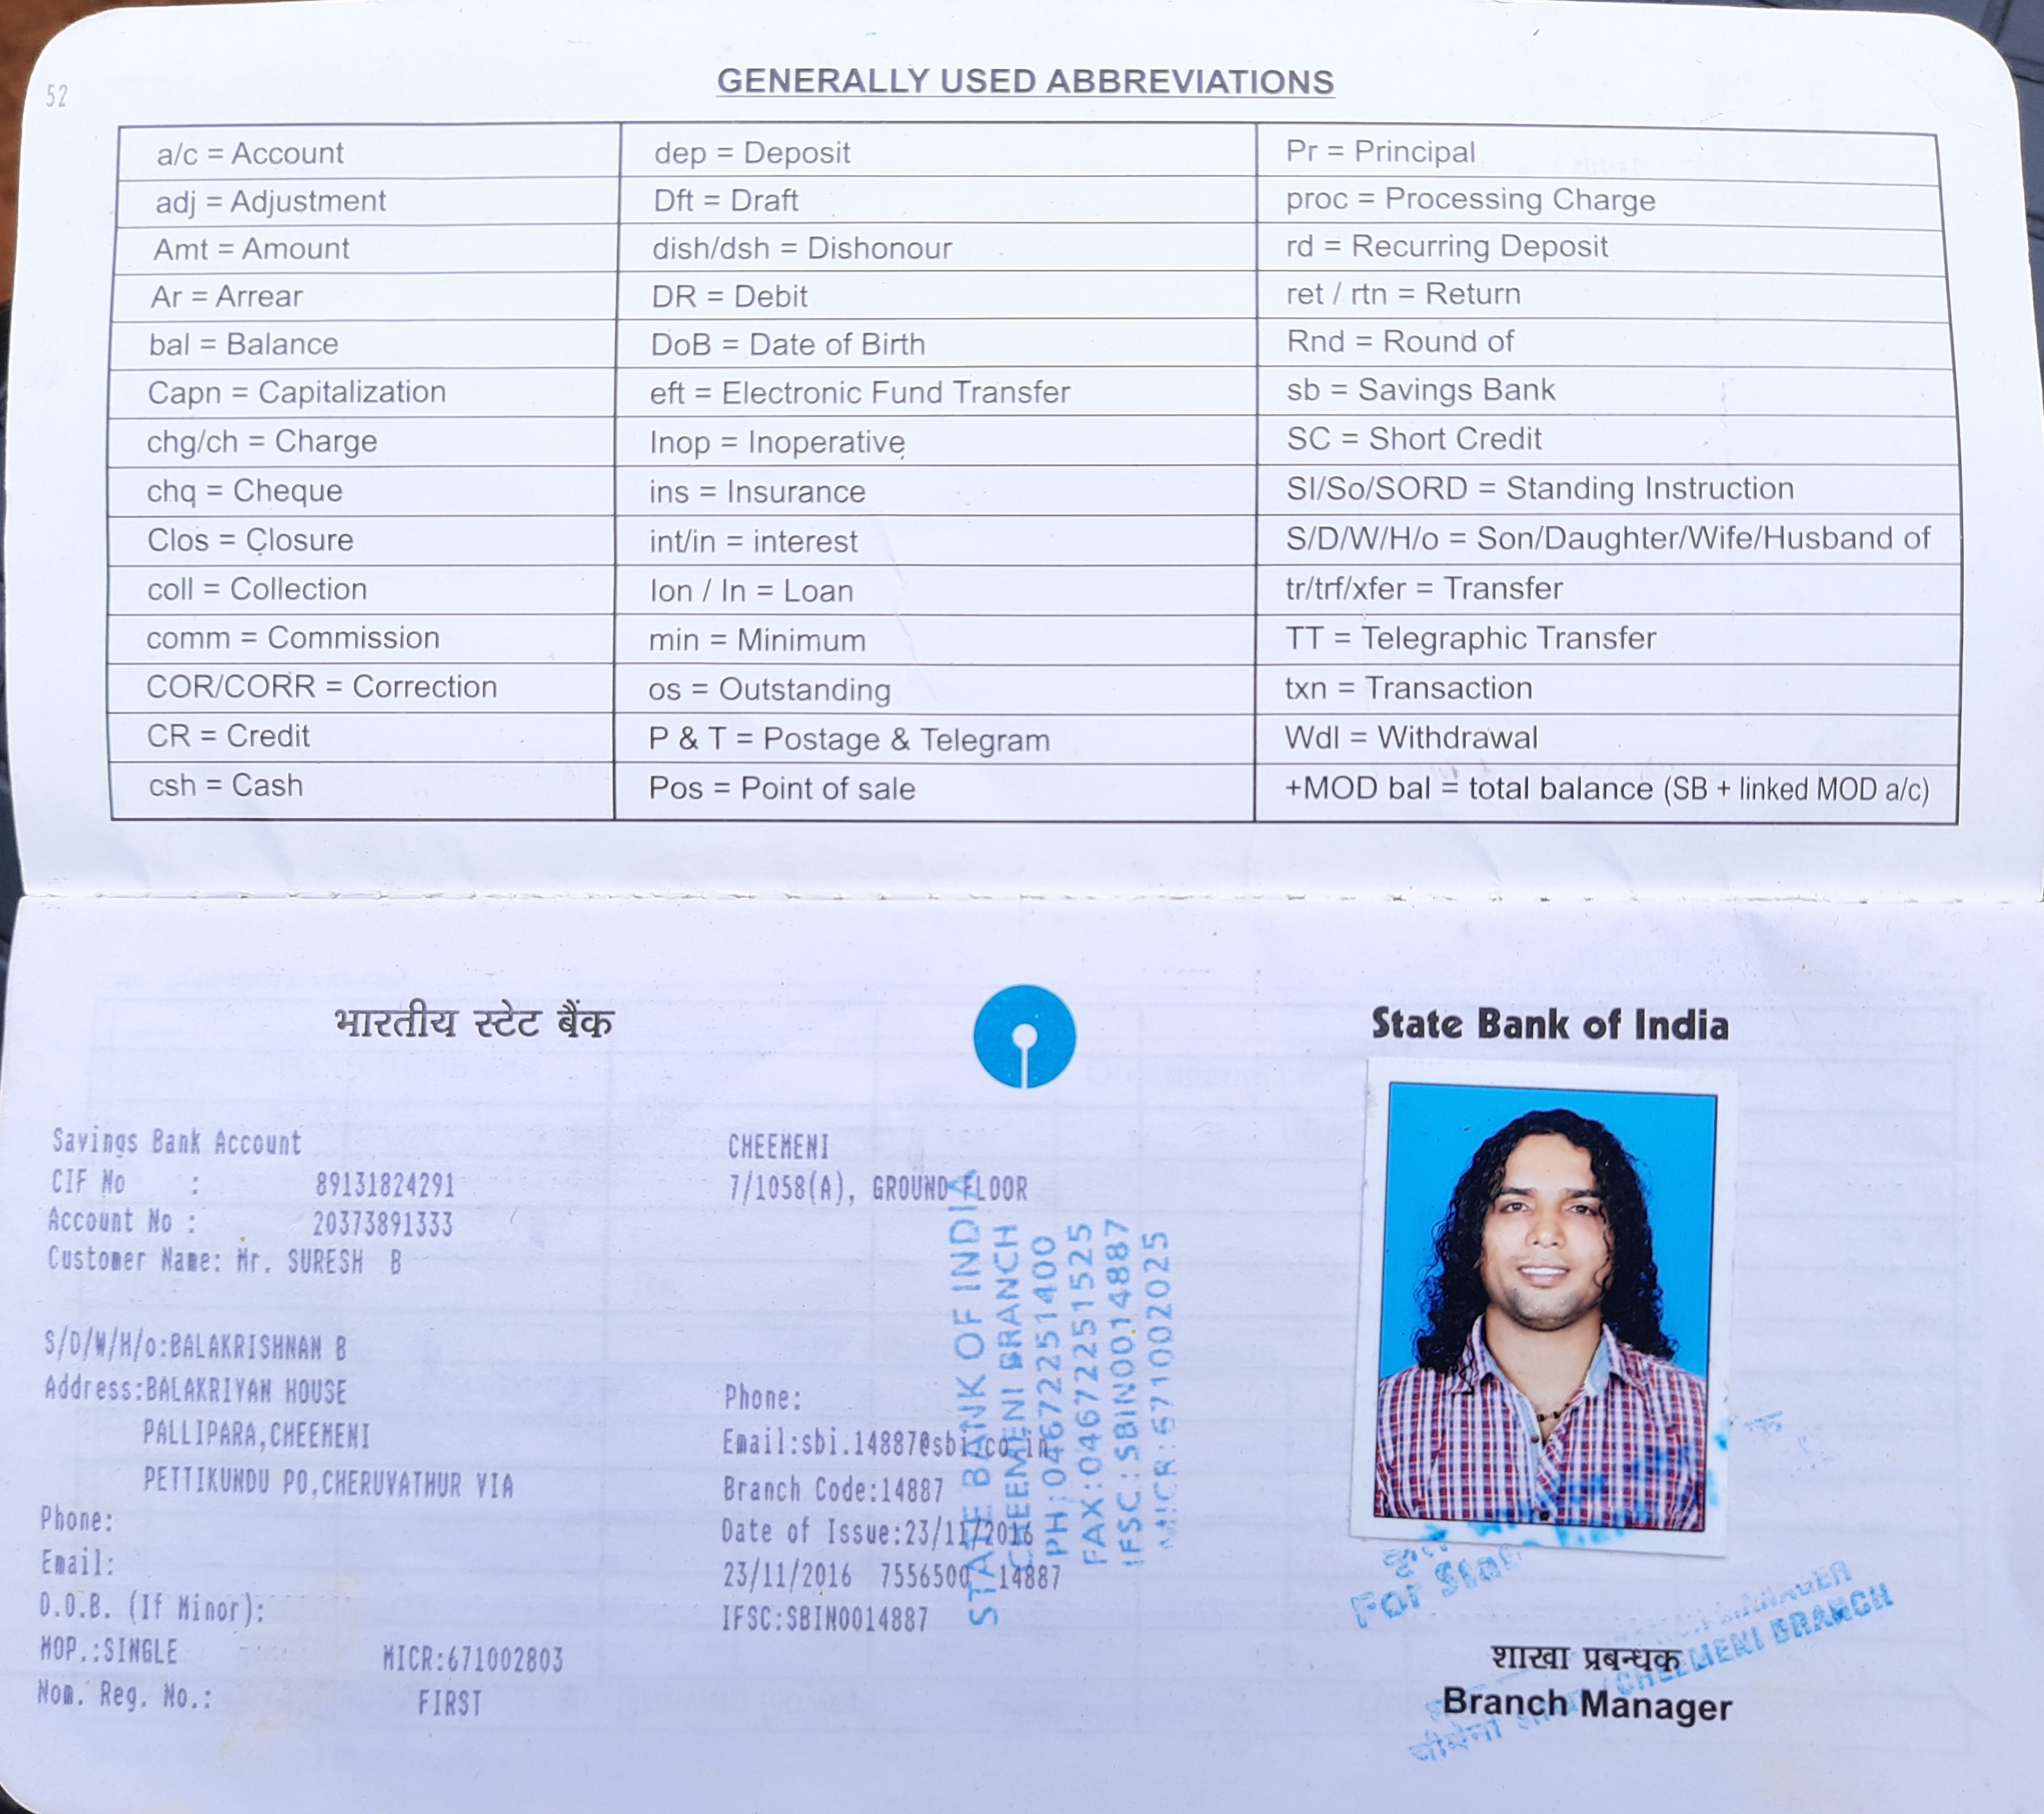 52
GENERALLY USED ABBREVIATIONS
a/c = Account
dep = Deposit
Pr = Principal
adj = Adjustment
Dft = Draft
proc = Processing Charge
Amt = Amount
dish/dsh = Dishonour
rd = Recurring Deposit
Ar = Arrear
DR = Debit
ret / rtn = Return
bal = Balance
DoB = Date of Birth
Rnd = Round of
Capn = Capitalization
eft = Electronic Fund Transfer
sb = Savings Bank
chg/ch = Charge
Inop = Inoperative
SC = Short Credit
chq = Cheque
ins = Insurance
SI/So/SORD = Standing Instruction
Clos = Closure
int/in = interest
S/D/W/H/o = Son/Daughter/Wife/Husband of
coll = Collection
lon / ln = Loan
tr/trf/xfer = Transfer
comm = Commission
min = Minimum
TT = Telegraphic Transfer
COR/CORR = Correction
os = Outstanding
txn = Transaction
CR = Credit
P & T = Postage & Telegram
Wdl = Withdrawal
csh = Cash
Pos = Point of sale
+MOD bal = total balance (SB + linked MOD a/c)
भारतीय स्टेट बैंक
State Bank of India
Savings Bank Account
CIF No : 89131824291
Account No : 20373891333
Customer Name: Mr. SURESH B
S/D/W/H/o:BALAKRISHNAN B
Address:BALAKRIYAN HOUSE
PALLIPARA,CHEEMENI
PETTIKUNDU PO,CHERUVATHUR VIA
Phone:
Email:
D.O.B. (If Minor):
MOP.:SINGLE
MICR:671002803
Nom. Reg. No.:
FIRST
CHEEMENI
7/1058(A), GROUND FLOOR
Phone:
Email:sbi.14887@sbi.co.in
Branch Code:14887
Date of Issue:23/11/2016
23/11/2016 7556500 14887
IFSC:SBIN0014887
STATE BANK OF INDIA
CHEEMENI BRANCH
PH:04672251400
FAX:04672251525
IFSC:SBIN0014887
MICR:671002025
For State
MANAGER
CHEEMENI BRANCH
शाखा प्रबन्धक
Branch Manager